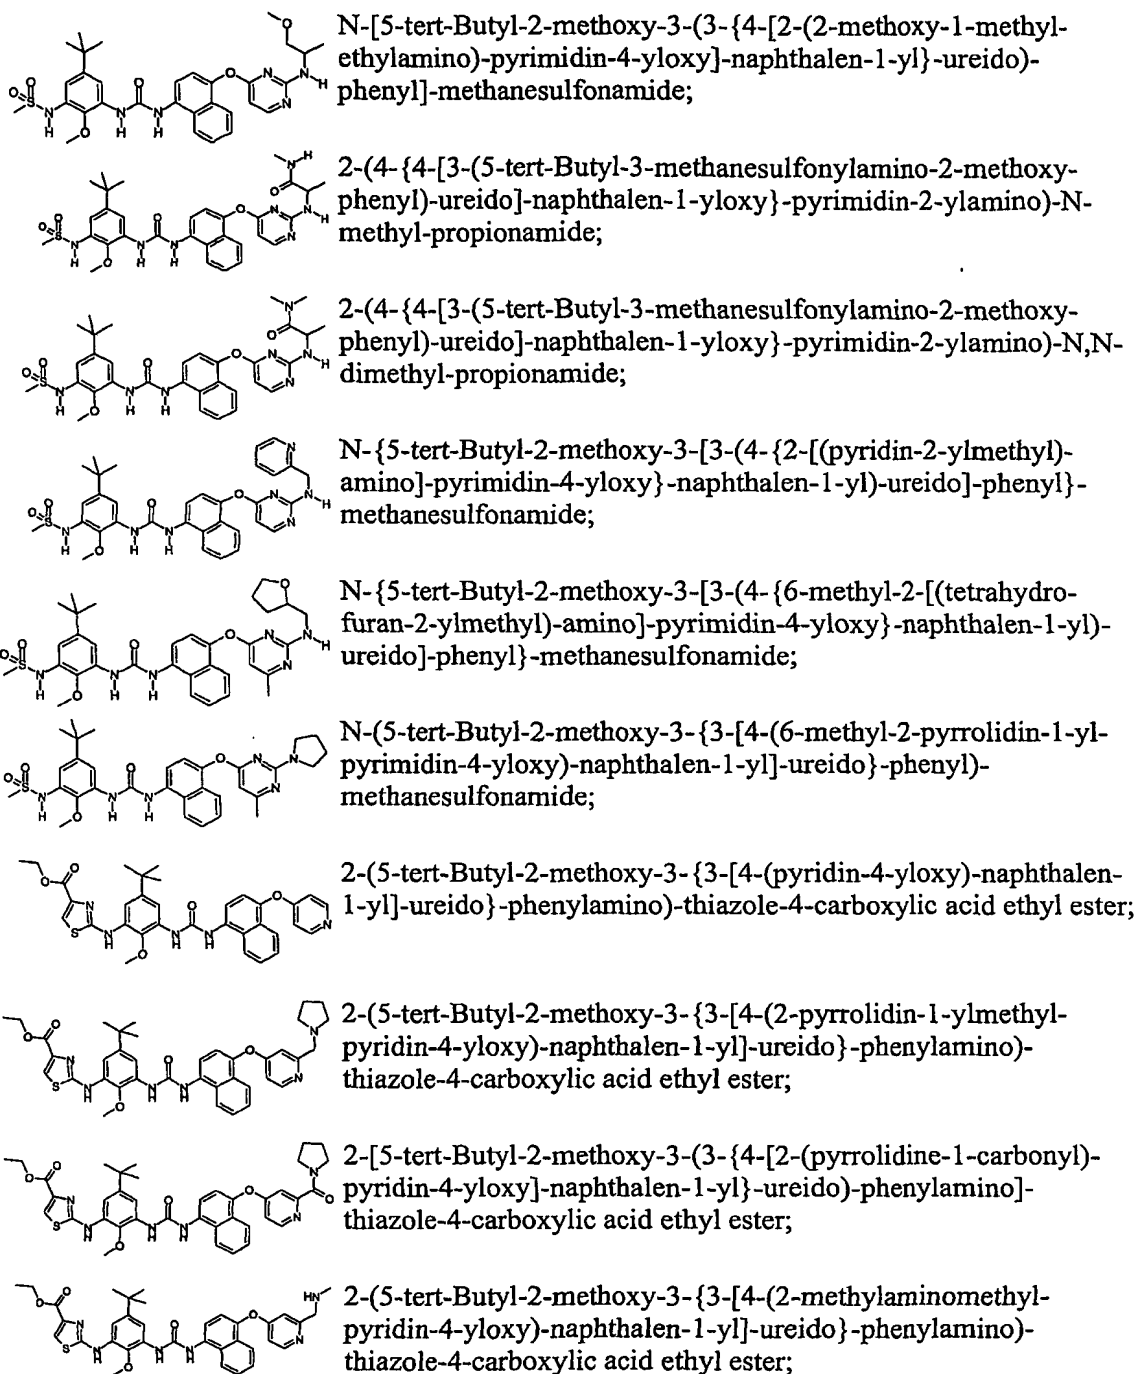 N-[5-tert-Butyl-2-methoxy-3-(3-{4-[2-(2-methoxy-1-methyl-
ethylamino)-pyrimidin-4-yloxy]-naphthalen-1-yl}-ureido)-
phenyl]-methanesulfonamide;
2-(4-{4-[3-(5-tert-Butyl-3-methanesulfonylamino-2-methoxy-
phenyl)-ureido]-naphthalen-1-yloxy}-pyrimidin-2-ylamino)-N-
methyl-propionamide;
2-(4-{4-[3-(5-tert-Butyl-3-methanesulfonylamino-2-methoxy-
phenyl)-ureido]-naphthalen-1-yloxy}-pyrimidin-2-ylamino)-N,N-
dimethyl-propionamide;
N-{5-tert-Butyl-2-methoxy-3-[3-(4-{2-[(pyridin-2-ylmethyl)-
amino]-pyrimidin-4-yloxy}-naphthalen-1-yl)-ureido]-phenyl}-
methanesulfonamide;
N-{5-tert-Butyl-2-methoxy-3-[3-(4-{6-methyl-2-[(tetrahydro-
furan-2-ylmethyl)-amino]-pyrimidin-4-yloxy}-naphthalen-1-yl)-
ureido]-phenyl}-methanesulfonamide;
N-(5-tert-Butyl-2-methoxy-3-{3-[4-(6-methyl-2-pyrrolidin-1-yl-
pyrimidin-4-yloxy)-naphthalen-1-yl]-ureido}-phenyl)-
methanesulfonamide;
2-(5-tert-Butyl-2-methoxy-3-{3-[4-(pyridin-4-yloxy)-naphthalen-
1-yl]-ureido}-phenylamino)-thiazole-4-carboxylic acid ethyl ester;
2-(5-tert-Butyl-2-methoxy-3-{3-[4-(2-pyrrolidin-1-ylmethyl-
pyridin-4-yloxy)-naphthalen-1-yl]-ureido}-phenylamino)-
thiazole-4-carboxylic acid ethyl ester;
2-[5-tert-Butyl-2-methoxy-3-(3-{4-[2-(pyrrolidine-1-carbonyl)-
pyridin-4-yloxy]-naphthalen-1-yl}-ureido)-phenylamino]-
thiazole-4-carboxylic acid ethyl ester;
2-(5-tert-Butyl-2-methoxy-3-{3-[4-(2-methylaminomethyl-
pyridin-4-yloxy)-naphthalen-1-yl]-ureido}-phenylamino)-
thiazole-4-carboxylic acid ethyl ester;